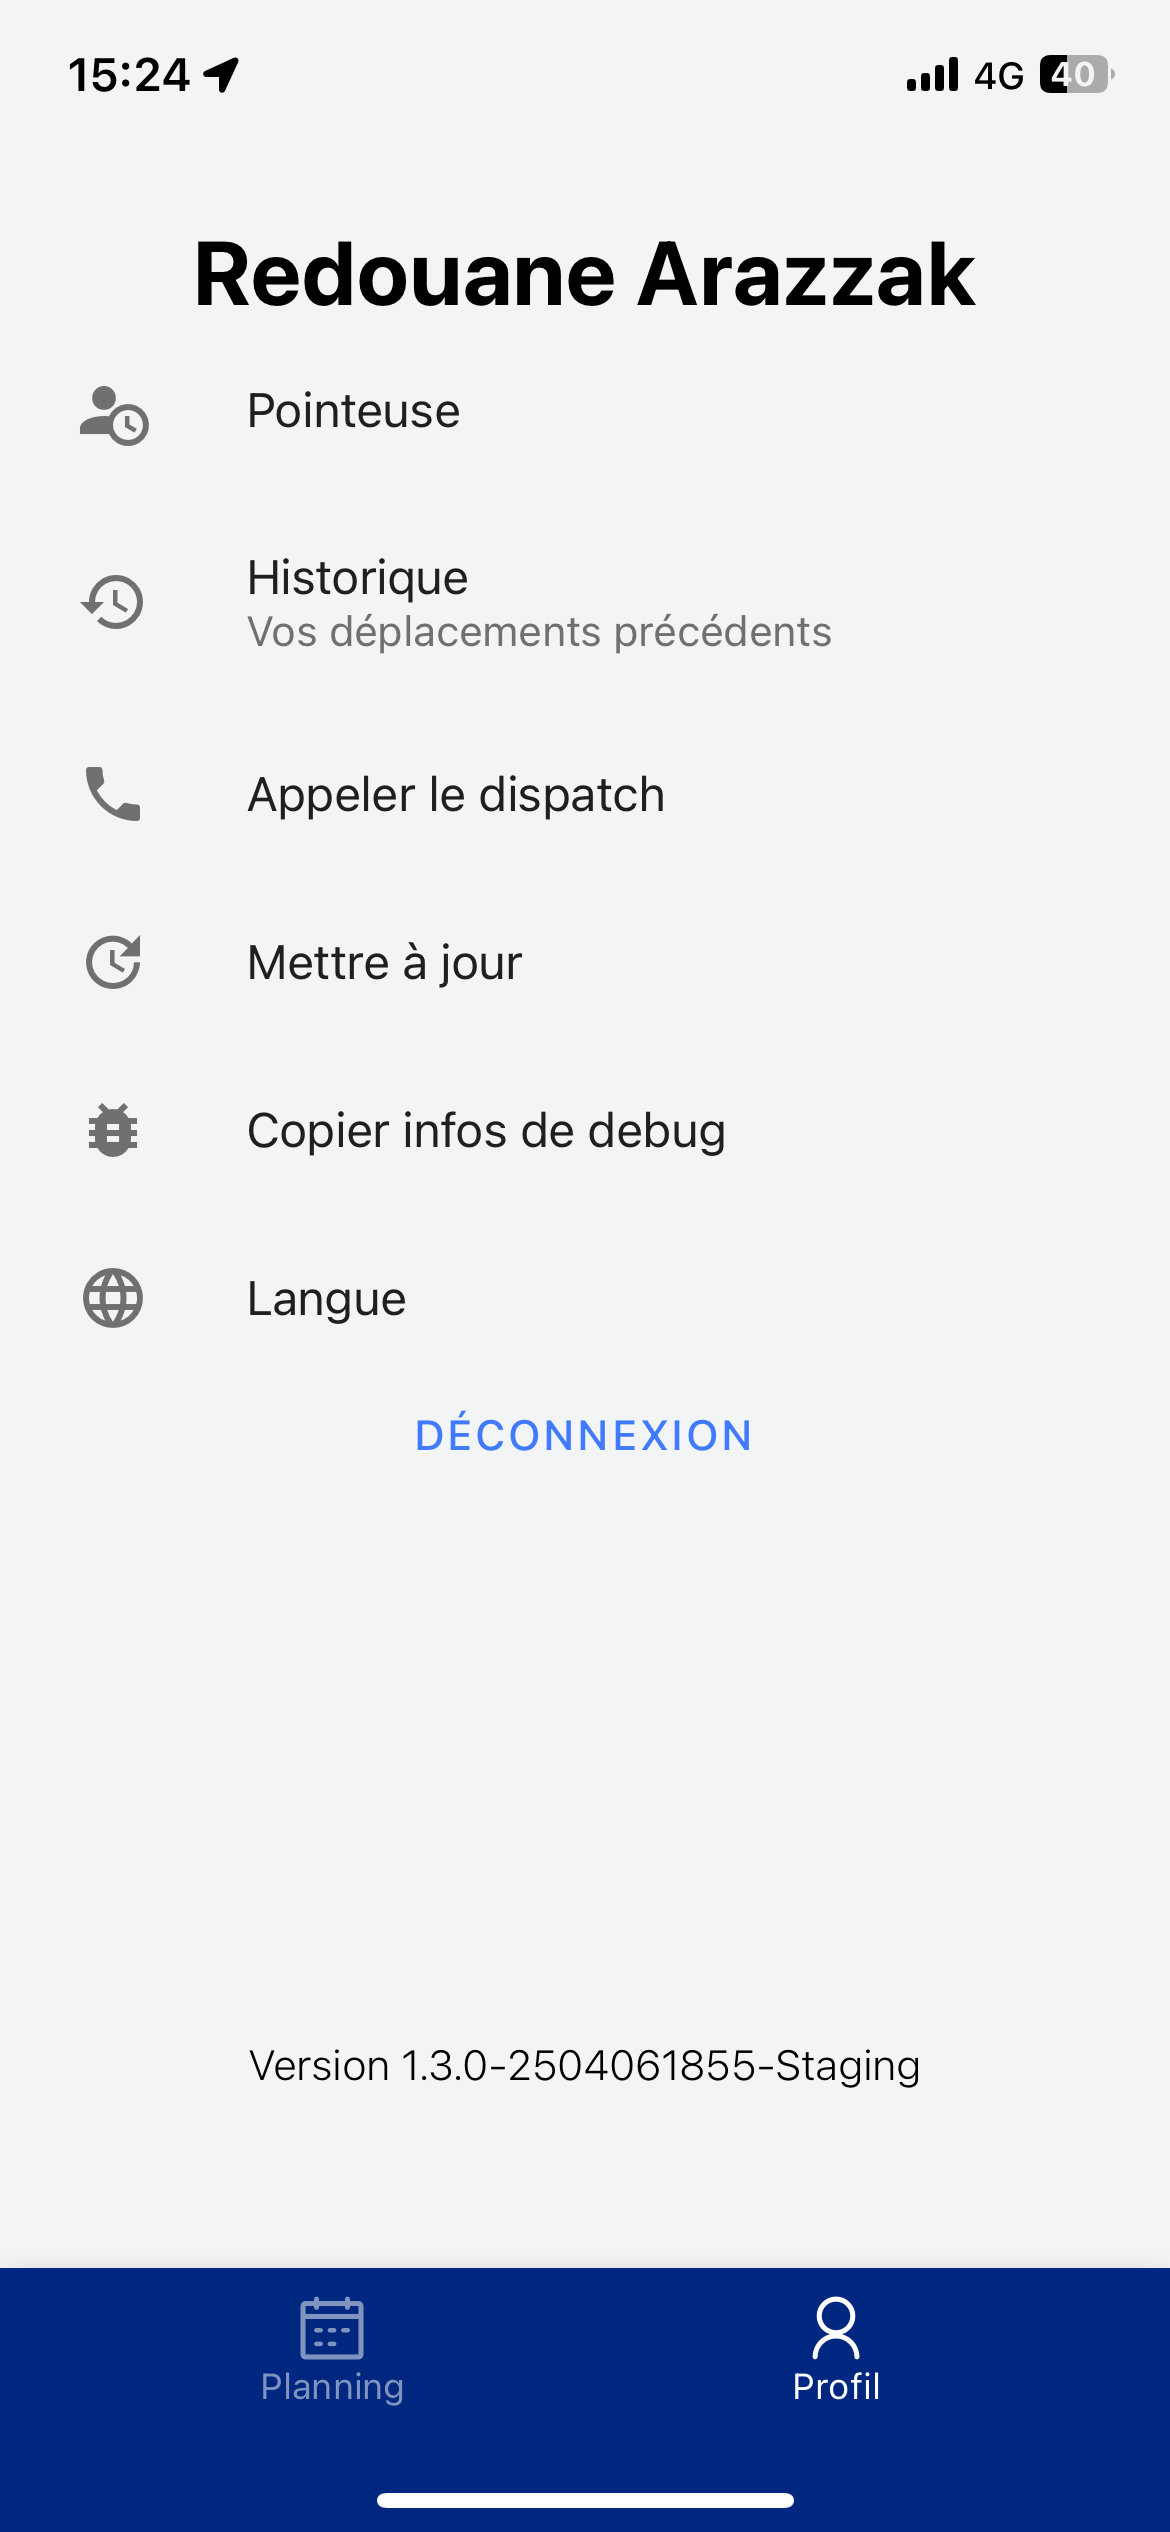 15:24
4G
40
Redouane Arazzak
Pointeuse
Historique
Vos déplacements précédents
Appeler le dispatch
Mettre à jour
Copier infos de debug
Langue
DÉCONNEXION
Version 1.3.0-2504061855-Staging
Planning
Profil